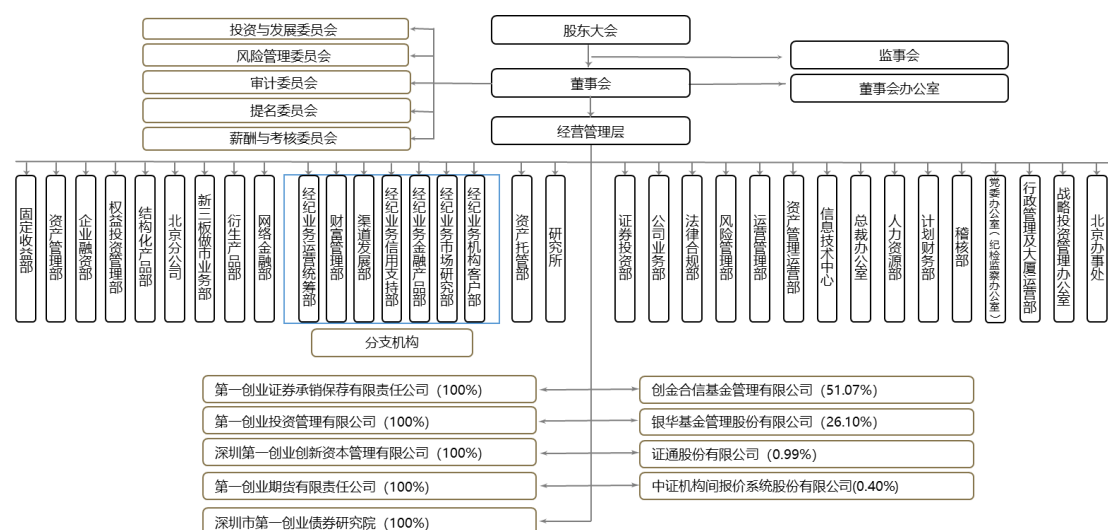 投资与发展委员会
风险管理委员会
审计委员会
提名委员会
薪酬与考核委员会
股东大会
董事会
经营管理层
监事会
董事会办公室
固定收益部
资产管理部
企业融资部
权益投资管理部
结构化产品部
北京分公司
新三板做市业务部
衍生产品部
网络金融部
经纪业务运营统筹部
财富管理部
渠道发展部
经纪业务信用支持部
经纪业务金融产品部
经纪业务市场研究部
经纪业务机构客户部
资产托管部
研究所
证券投资部
公司业务部
法律合规部
风险管理部
运营管理部
资产管理运营部
信息技术中心
总裁办公室
人力资源部
计划财务部
稽核部
党委办公室（纪检监察办公室）
行政管理及大厦运营部
战略投资管理办公室
北京办事处
分支机构
第一创业证券承销保荐有限责任公司（100%）
第一创业投资管理有限公司（100%）
深圳第一创业创新资本管理有限公司（100%）
第一创业期货有限责任公司（100%）
深圳市第一创业债券研究院（100%）
创金合信基金管理有限公司（51.07%）
银华基金管理股份有限公司（26.10%）
证通股份有限公司（0.99%）
中证机构间报价系统股份有限公司(0.40%)